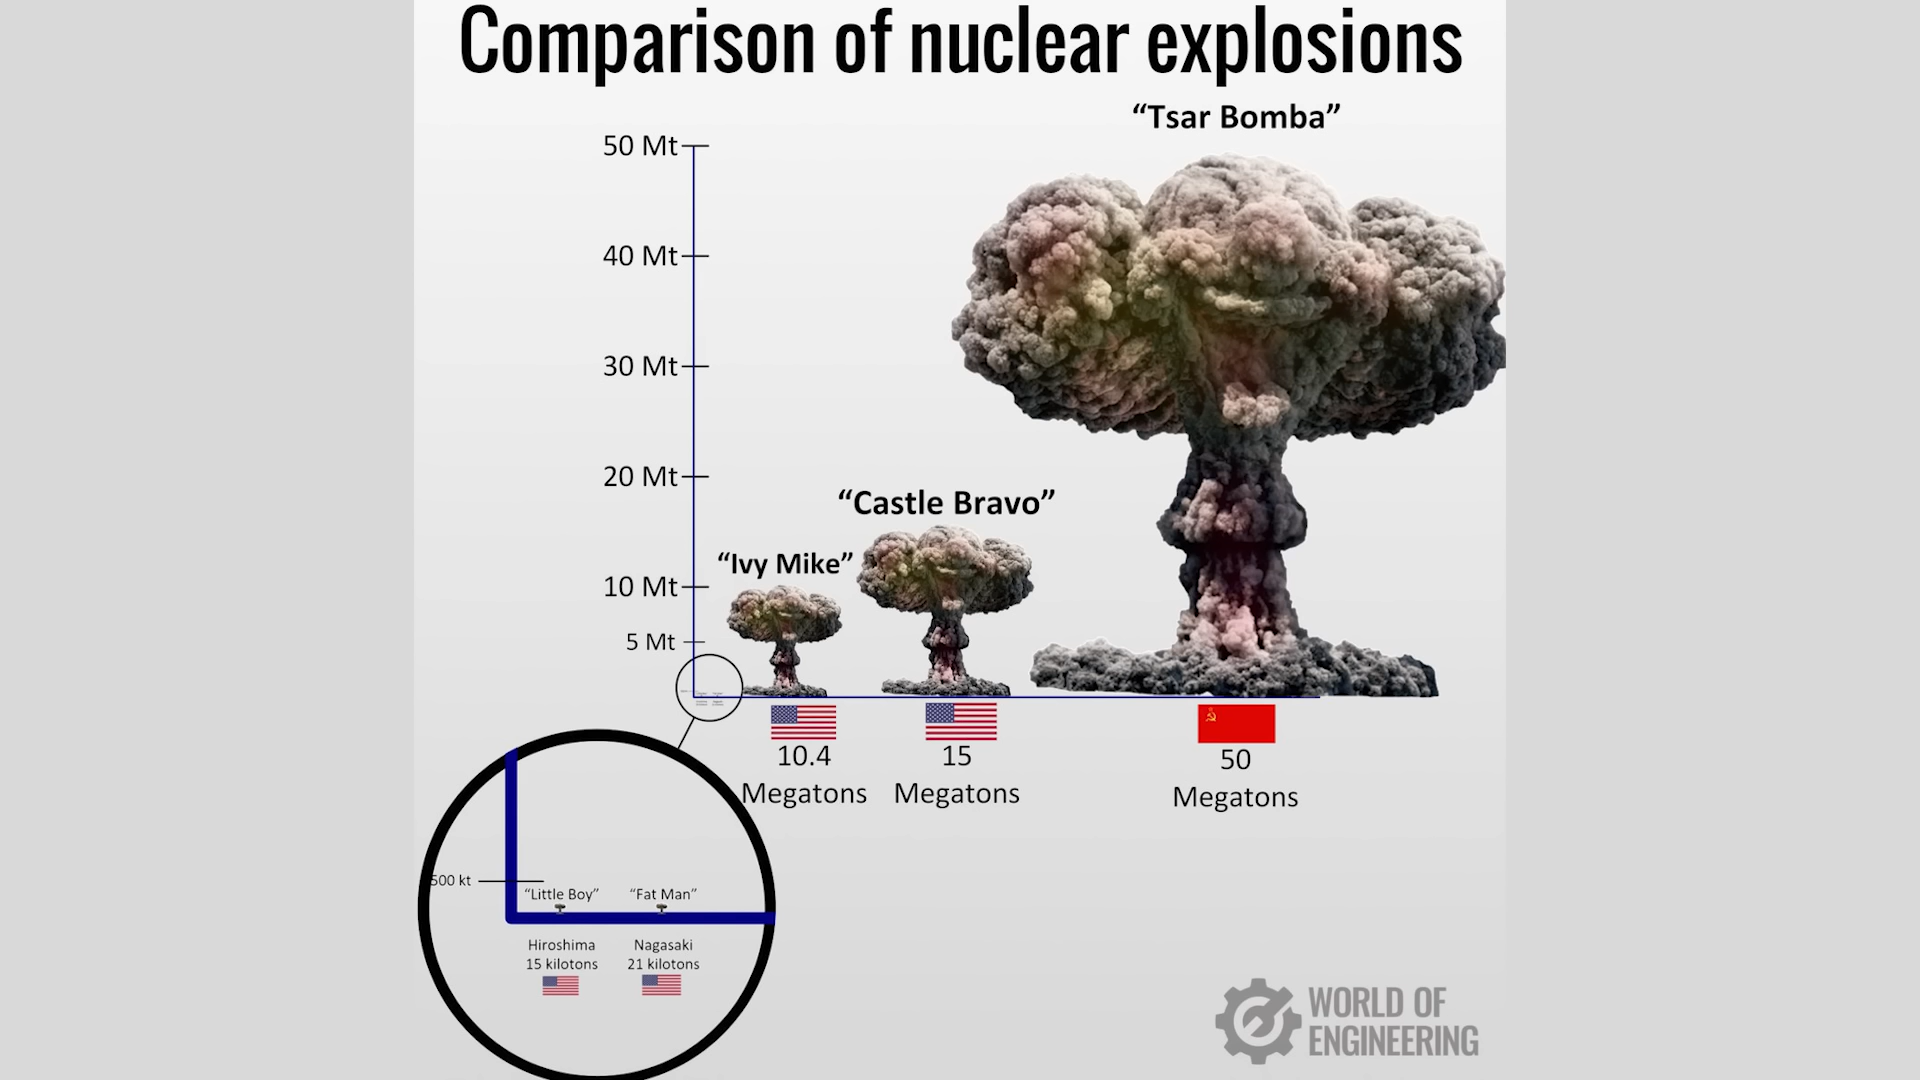 Comparison of nuclear explosions
“Tsar Bomba”
50 Mt
40 Mt
30 Mt
20 Mt
“Castle Bravo”
“Ivy Mike”
10 Mt
5 Mt
10.4
Megatons
15
Megatons
50
Megatons
500 kt
“Little Boy”
“Fat Man”
Hiroshima
15 kilotons
Nagasaki
21 kilotons
WORLD OF
ENGINEERING